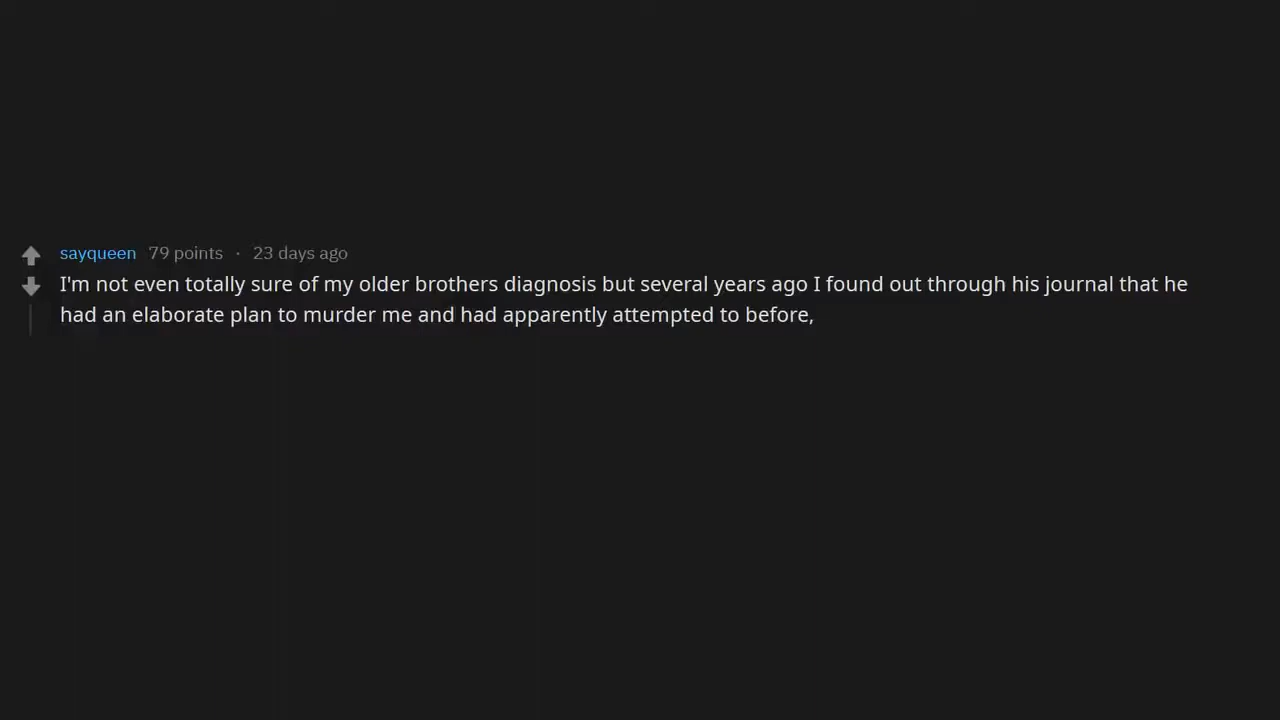 sayqueen 79 points · 23 days ago
I'm not even totally sure of my older brothers diagnosis but several years ago I found out through his journal that he
had an elaborate plan to murder me and had apparently attempted to before,